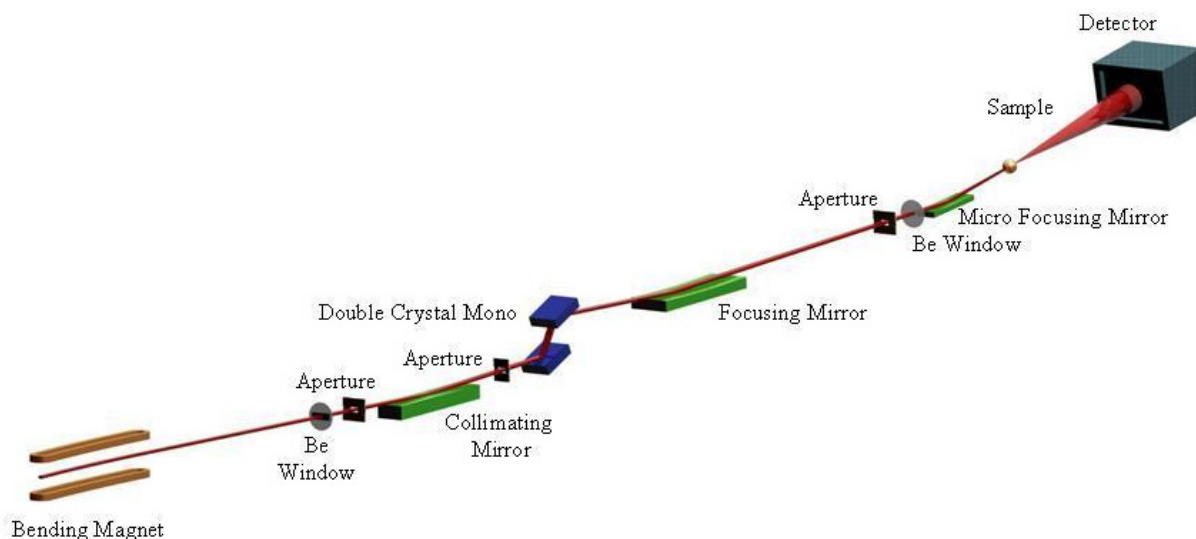 Detector
Sample
Aperture
Micro Focusing Mirror
Be Window
Double Crystal Mono
Focusing Mirror
Aperture
Aperture
Collimating
Mirror
Be
Window
Bending Magnet